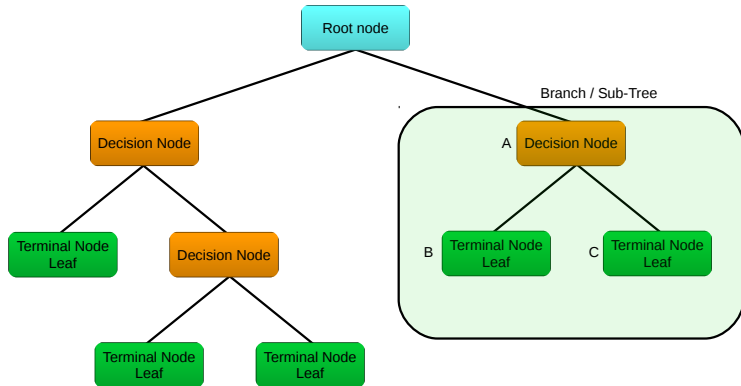 Root node
Branch / Sub-Tree
Decision Node
A
Decision Node
Terminal Node
Leaf
Decision Node
B
Terminal Node
Leaf
C
Terminal Node
Leaf
Terminal Node
Leaf
Terminal Node
Leaf